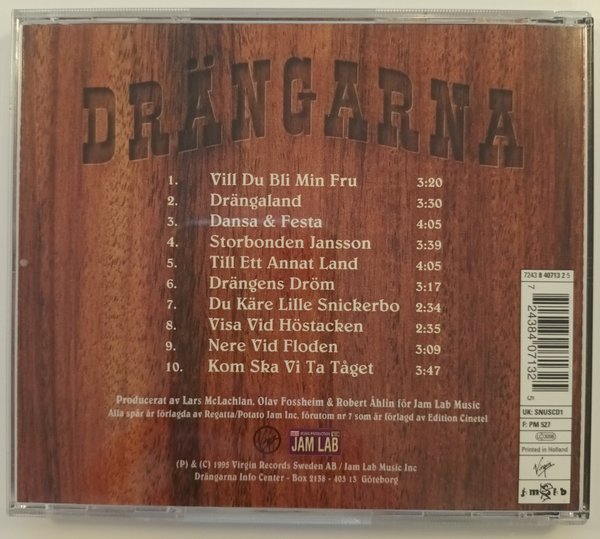 DRÄNGARNA
1. Vill Du Bli Min Fru 3:20
2. Drängaland 3:30
3. Dansa & Festa 4:05
4. Storbonden Jansson 3:39
5. Till Ett Annat Land 4:05
6. Drängens Dröm 3:17
7. Du Käre Lille Snickerbo 2:34
8. Visa Vid Höstacken 2:35
9. Nere Vid Floden 3:09
10. Kom Ska Vi Ta Tåget 3:47
Producerat av Lars McLachlan, Olav Fossheim & Robert Åhlin för Jam Lab Music
Alla spår är förlagda av Regatta/Potato Jam Inc, förutom nr 7 som är förlagd av Edition Cinetel
Virgin
JAM LAB
(P) & (C) 1995 Virgin Records Sweden AB / Jam Lab Music Inc
Drängarna Info Center - Box 2138 - 403 13 Göteborg
7243 8 40713 2 5
7 24384 07132 5
UK: SNUSCD1
F: PM 527
Printed in Holland
Virgin